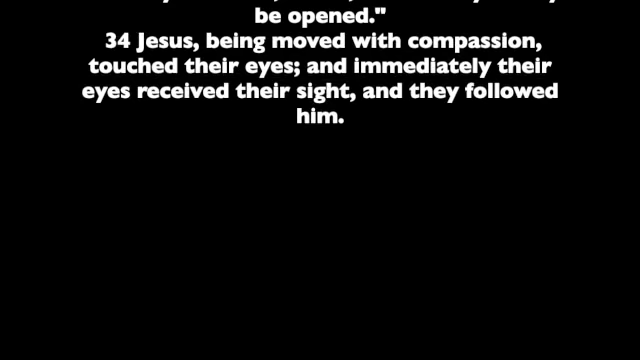 be opened."
34 Jesus, being moved with compassion,
touched their eyes; and immediately their
eyes received their sight, and they followed
him.